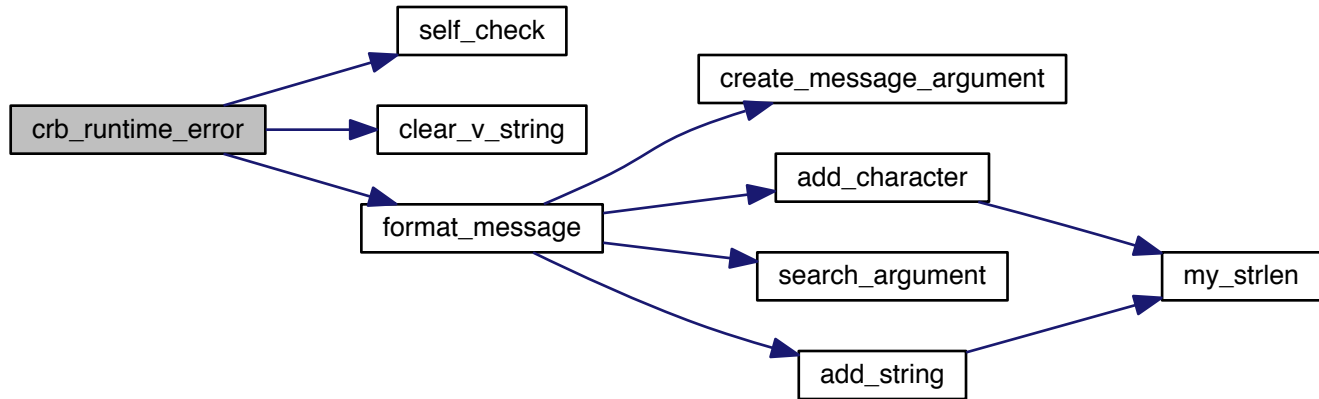 self_check
create_message_argument
crb_runtime_error
clear_v_string
add_character
format_message
search_argument
my_strlen
add_string